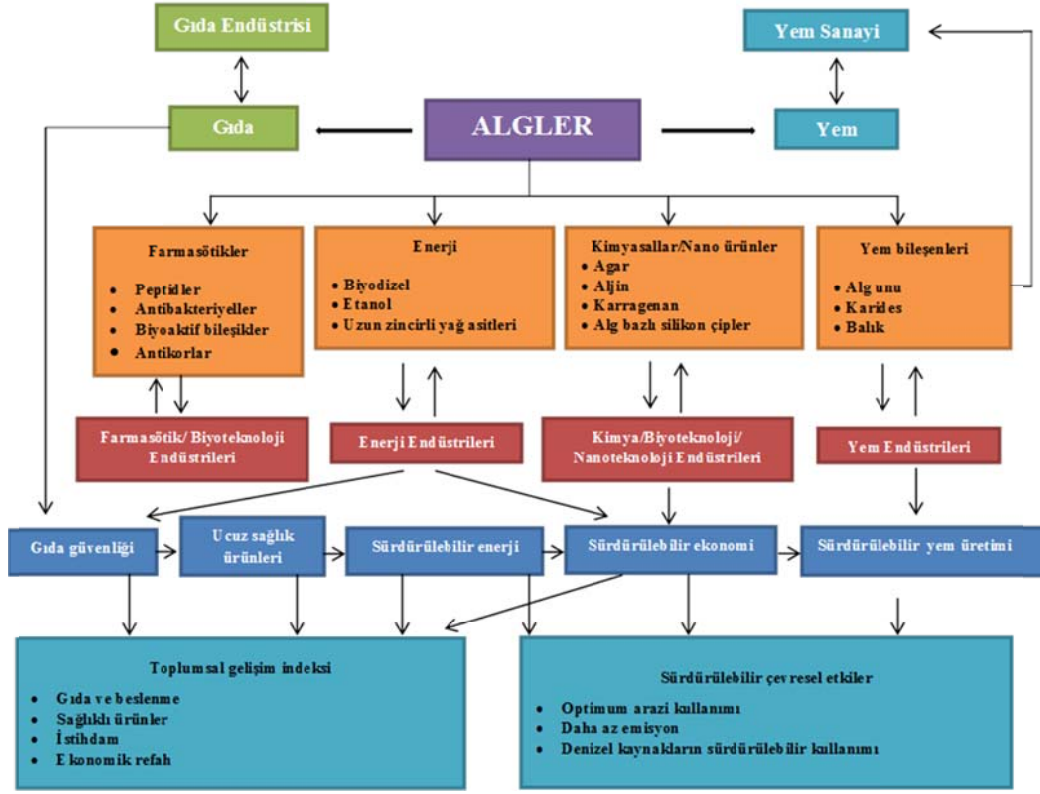 Gıda Endüstrisi
Yem Sanayi
Gıda
ALGLER
Yem
Farmasötikler
• Peptidler
• Antibakteriyeller
• Biyoaktif bileşikler
• Antikorlar
Enerji
• Biyodizel
• Etanol
• Uzun zincirli yağ asitleri
Kimyasallar/Nano ürünler
• Agar
• Aljin
• Karragenan
• Alg bazlı silikon çipler
Yem bileşenleri
• Alg unu
• Karides
• Balık
Farmasötik/ Biyoteknoloji
Endüstrileri
Enerji Endüstrileri
Kimya/Biyoteknoloji/
Nanoteknoloji Endüstrileri
Yem Endüstrileri
Gıda güvenliği
Ucuz sağlık
ürünleri
Sürdürülebilir enerji
Sürdürülebilir ekonomi
Sürdürülebilir yem üretimi
Toplumsal gelişim indeksi
• Gıda ve beslenme
• Sağlıklı ürünler
• İstihdam
• Ekonomik refah
Sürdürülebilir çevresel etkiler
• Optimum arazi kullanımı
• Daha az emisyon
• Denizel kaynakların sürdürülebilir kullanımı